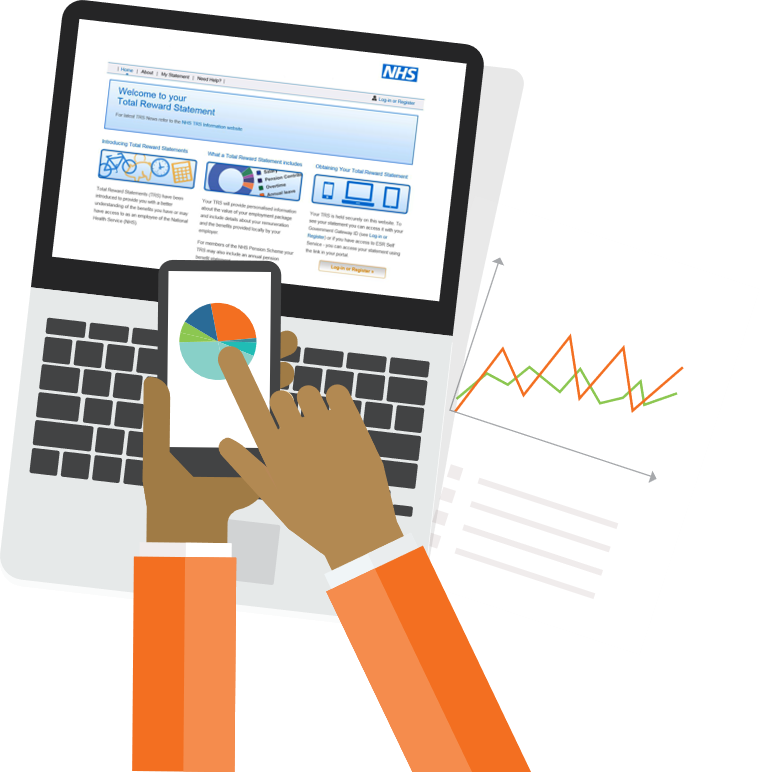 NHS
| Home | About | My Statement | Need Help? |
Log-in or Register
Welcome to your
Total Reward Statement
For latest TRS News refer to the NHS TRS Information website
Introducing Total Reward Statements
Total Reward Statements (TRS) have been
introduced to provide you with a better
understanding of the benefits you have or may
have access to as an employee of the National
Health Service (NHS).
What a Total Reward Statement includes
Salary
Pension Contri
Overtime
Annual leave
Your TRS will provide personalised information
about the value of your employment package
and include details about your remuneration
and the benefits provided locally by your
employer.
For members of the NHS Pension Scheme your
TRS may also include an annual pension
benefit statement
Obtaining Your Total Reward Statement
Your TRS is held securely on this website. To
see your statement you can access it with your
Government Gateway ID (see Log in or
Register) or if you have access to ESR Self
Service - you can access your statement using
the link in your portal.
Log-in or Register >